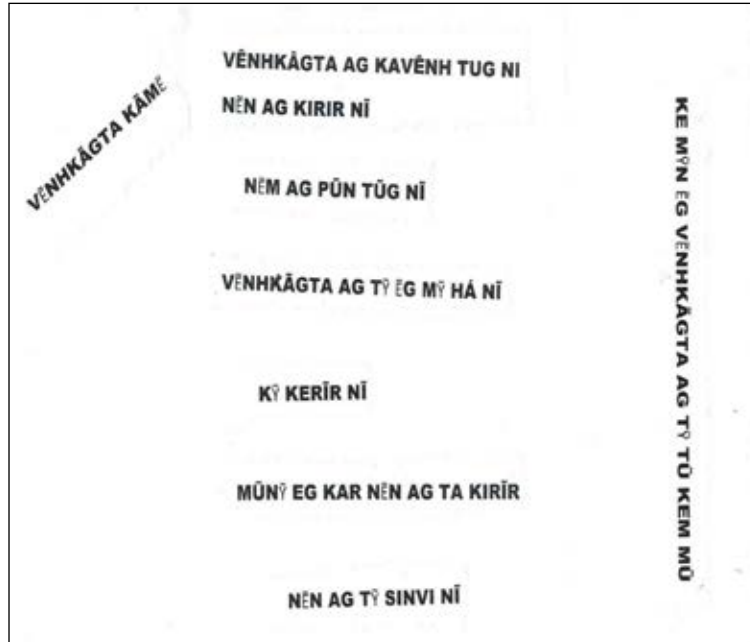 VẼNHKÃGTA KÃMẼ
VÊNHKÃGTA AG KAVÊNH TUG NI
NẼN AG KIRIR NĨ
NẼM AG PŨN TŨG NĨ
VẼNHKÃGTA AG TỸ ẼG MỸ HÁ NĨ
KỸ KERĨR NĨ
MŨNỸ EG KAR NẼN AG TA KIRĨR
NẼN AG TỸ SINVI NĨ
KE MỸN ẼG VẼNHKÃGTA AG TỸ TŨ KEM MŨ